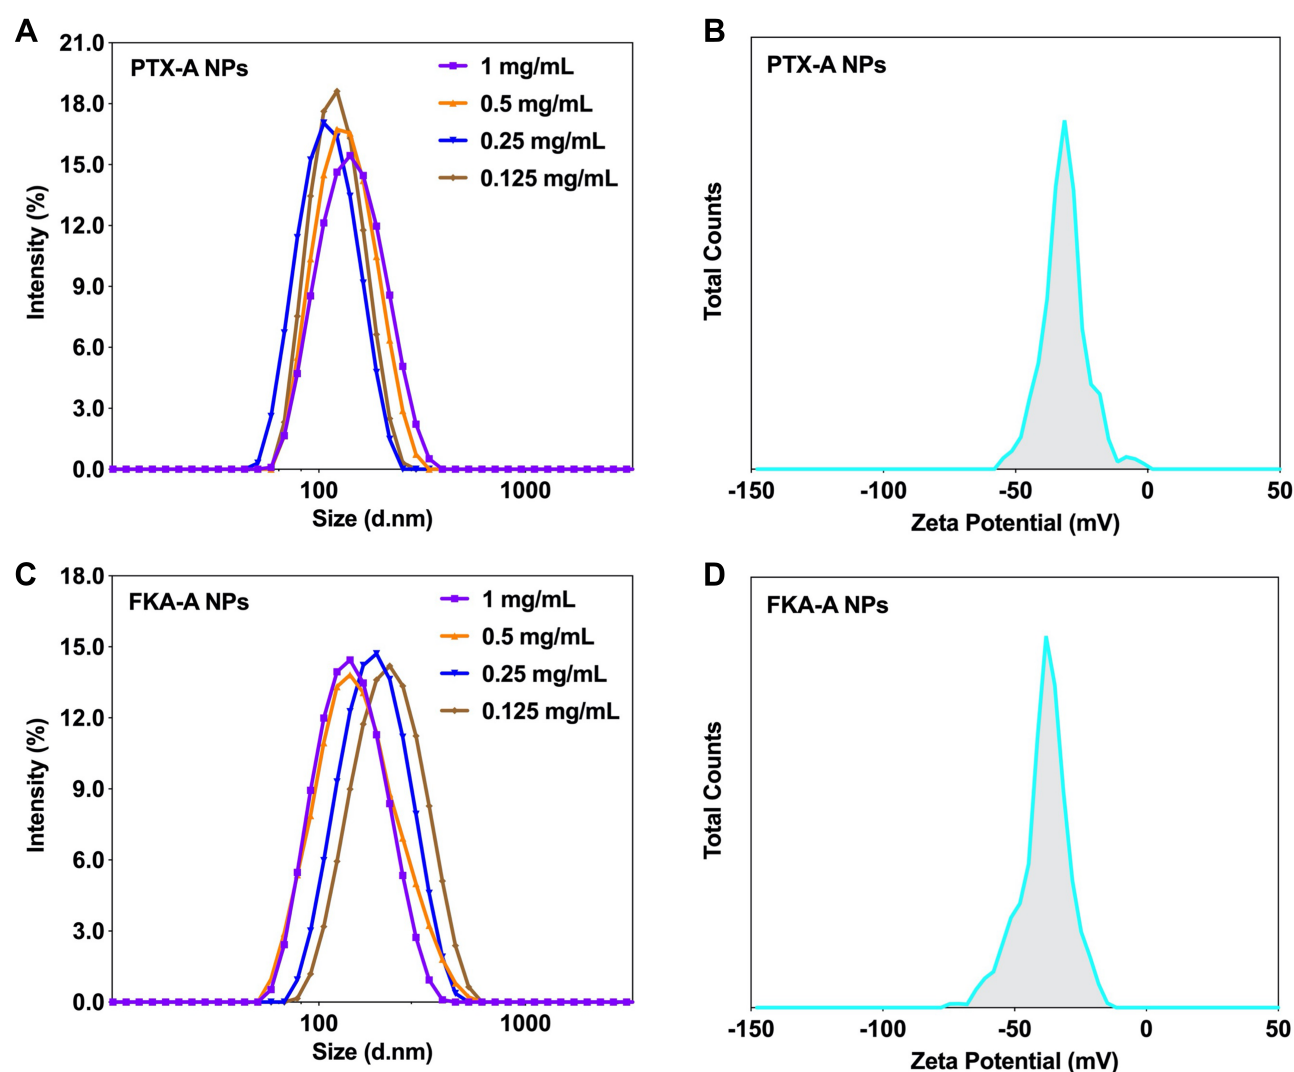 A
21.0
18.0
15.0
12.0
9.0
6.0
3.0
0.0
Intensity (%)
PTX-A NPs
1 mg/mL
0.5 mg/mL
0.25 mg/mL
0.125 mg/mL
100
1000
Size (d.nm)
B
PTX-A NPs
Total Counts
-150
-100
-50
0
50
Zeta Potential (mV)
C
18.0
15.0
12.0
9.0
6.0
3.0
0.0
Intensity (%)
FKA-A NPs
1 mg/mL
0.5 mg/mL
0.25 mg/mL
0.125 mg/mL
100
1000
Size (d.nm)
D
FKA-A NPs
Total Counts
-150
-100
-50
0
50
Zeta Potential (mV)